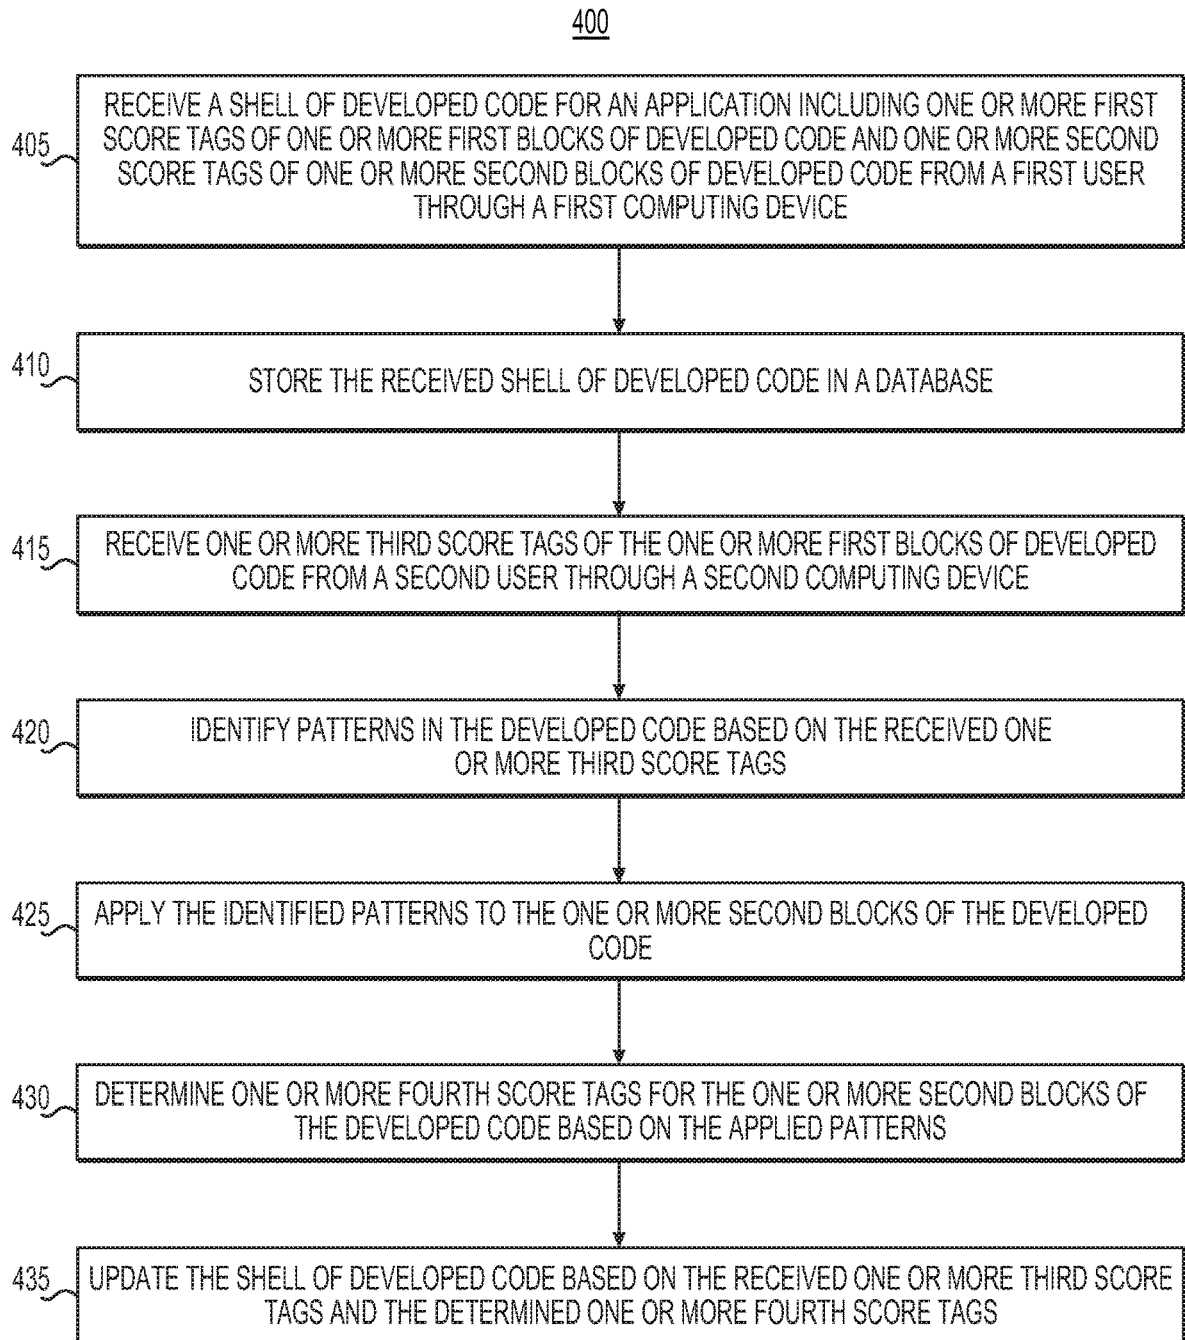 400
405
RECEIVE A SHELL OF DEVELOPED CODE FOR AN APPLICATION INCLUDING ONE OR MORE FIRST
SCORE TAGS OF ONE OR MORE FIRST BLOCKS OF DEVELOPED CODE AND ONE OR MORE SECOND
SCORE TAGS OF ONE OR MORE SECOND BLOCKS OF DEVELOPED CODE FROM A FIRST USER
THROUGH A FIRST COMPUTING DEVICE
410
STORE THE RECEIVED SHELL OF DEVELOPED CODE IN A DATABASE
415
RECEIVE ONE OR MORE THIRD SCORE TAGS OF THE ONE OR MORE FIRST BLOCKS OF DEVELOPED
CODE FROM A SECOND USER THROUGH A SECOND COMPUTING DEVICE
420
IDENTIFY PATTERNS IN THE DEVELOPED CODE BASED ON THE RECEIVED ONE
OR MORE THIRD SCORE TAGS
425
APPLY THE IDENTIFIED PATTERNS TO THE ONE OR MORE SECOND BLOCKS OF THE DEVELOPED
CODE
430
DETERMINE ONE OR MORE FOURTH SCORE TAGS FOR THE ONE OR MORE SECOND BLOCKS OF
THE DEVELOPED CODE BASED ON THE APPLIED PATTERNS
435
UPDATE THE SHELL OF DEVELOPED CODE BASED ON THE RECEIVED ONE OR MORE THIRD SCORE
TAGS AND THE DETERMINED ONE OR MORE FOURTH SCORE TAGS